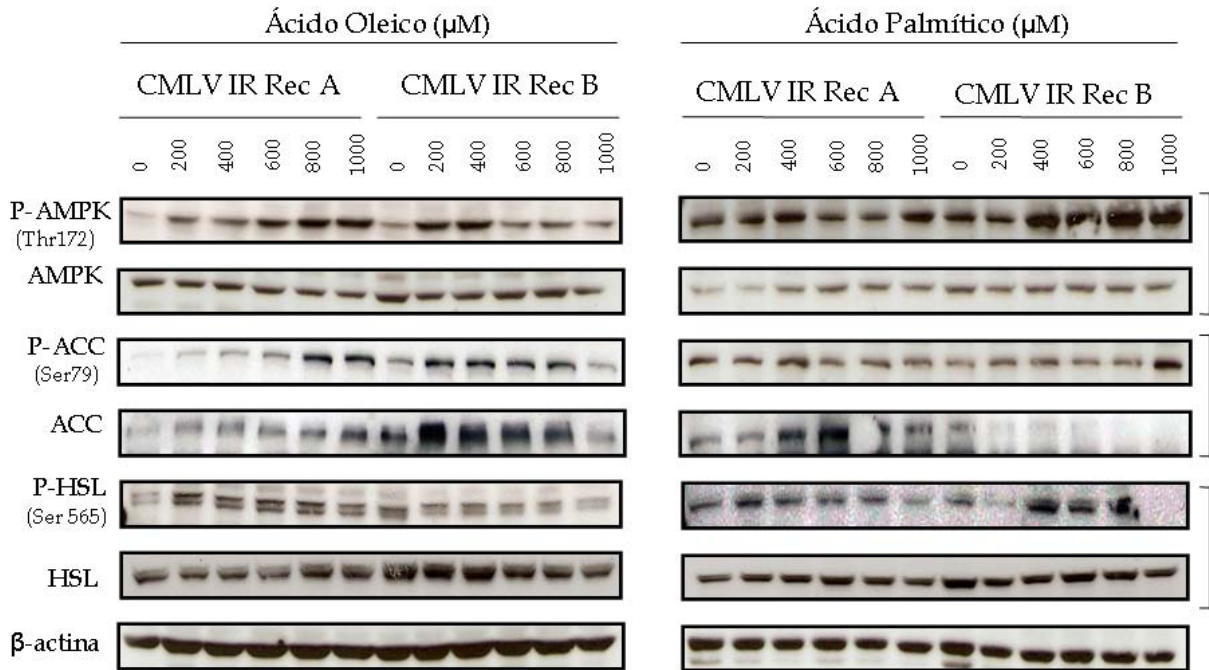 Ácido Oleico (μM)
Ácido Palmítico (μM)
CMLV IR Rec A
CMLV IR Rec B
CMLV IR Rec A
CMLV IR Rec B
0 200 400 600 800 1000 0 200 400 600 800 1000
0 200 400 600 800 1000 0 200 400 600 800 1000
P-AMPK
(Thr172)
AMPK
P-ACC
(Ser79)
ACC
P-HSL
(Ser 565)
HSL
β-actina